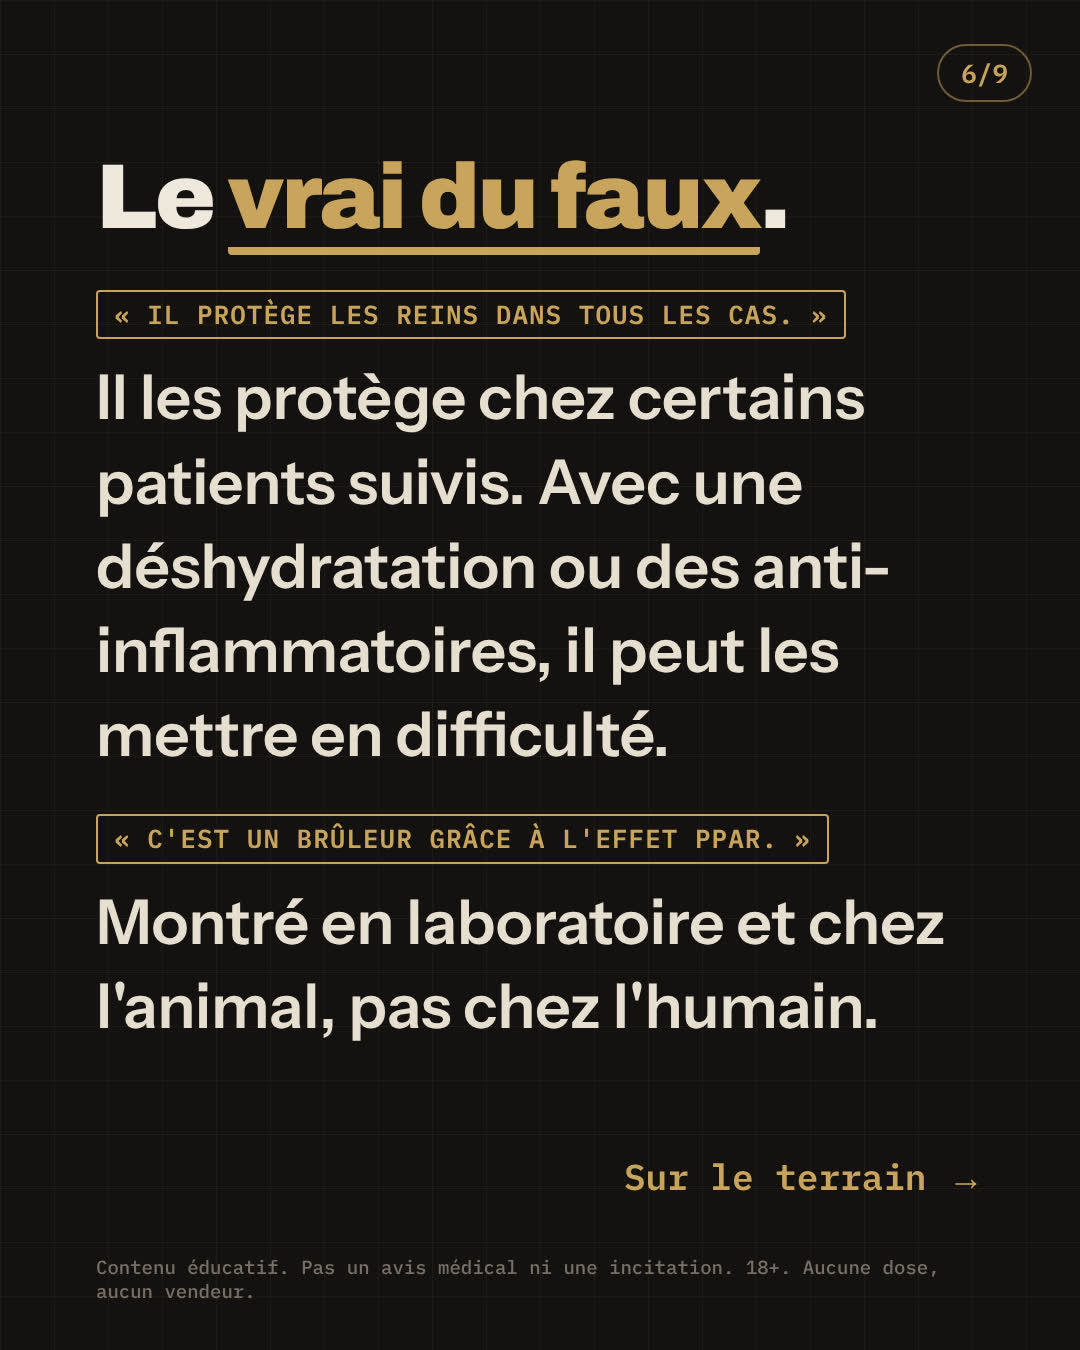 6/9
Le vrai du faux.
« IL PROTÈGE LES REINS DANS TOUS LES CAS. »
Il les protège chez certains
patients suivis. Avec une
déshydratation ou des anti-
inflammatoires, il peut les
mettre en difficulté.
« C'EST UN BRÛLEUR GRÂCE À L'EFFET PPAR. »
Montré en laboratoire et chez
l'animal, pas chez l'humain.
Sur le terrain →
Contenu éducatif. Pas un avis médical ni une incitation. 18+. Aucune dose,
aucun vendeur.